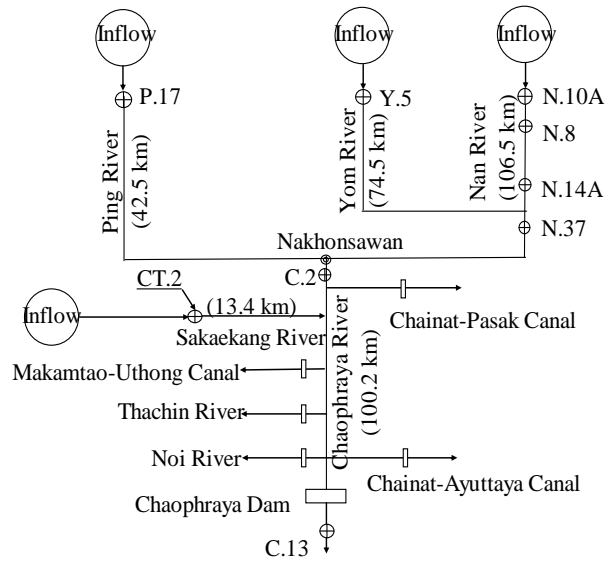 Inflow
Inflow
Inflow
P.17
Y.5
N.10A
N.8
Ping River
(42.5 km)
Yom River
(74.5 km)
Nan River
(106.5 km)
N.14A
N.37
Nakhonsawan
C.2
CT.2
(13.4 km)
Inflow
Sakaekang River
Chainat-Pasak Canal
Makamtao-Uthong Canal
Chaophraya River
(100.2 km)
Thachin River
Noi River
Chainat-Ayuttaya Canal
Chaophraya Dam
C.13